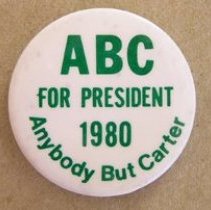 ABC
FOR PRESIDENT
1980
Anybody But Carter